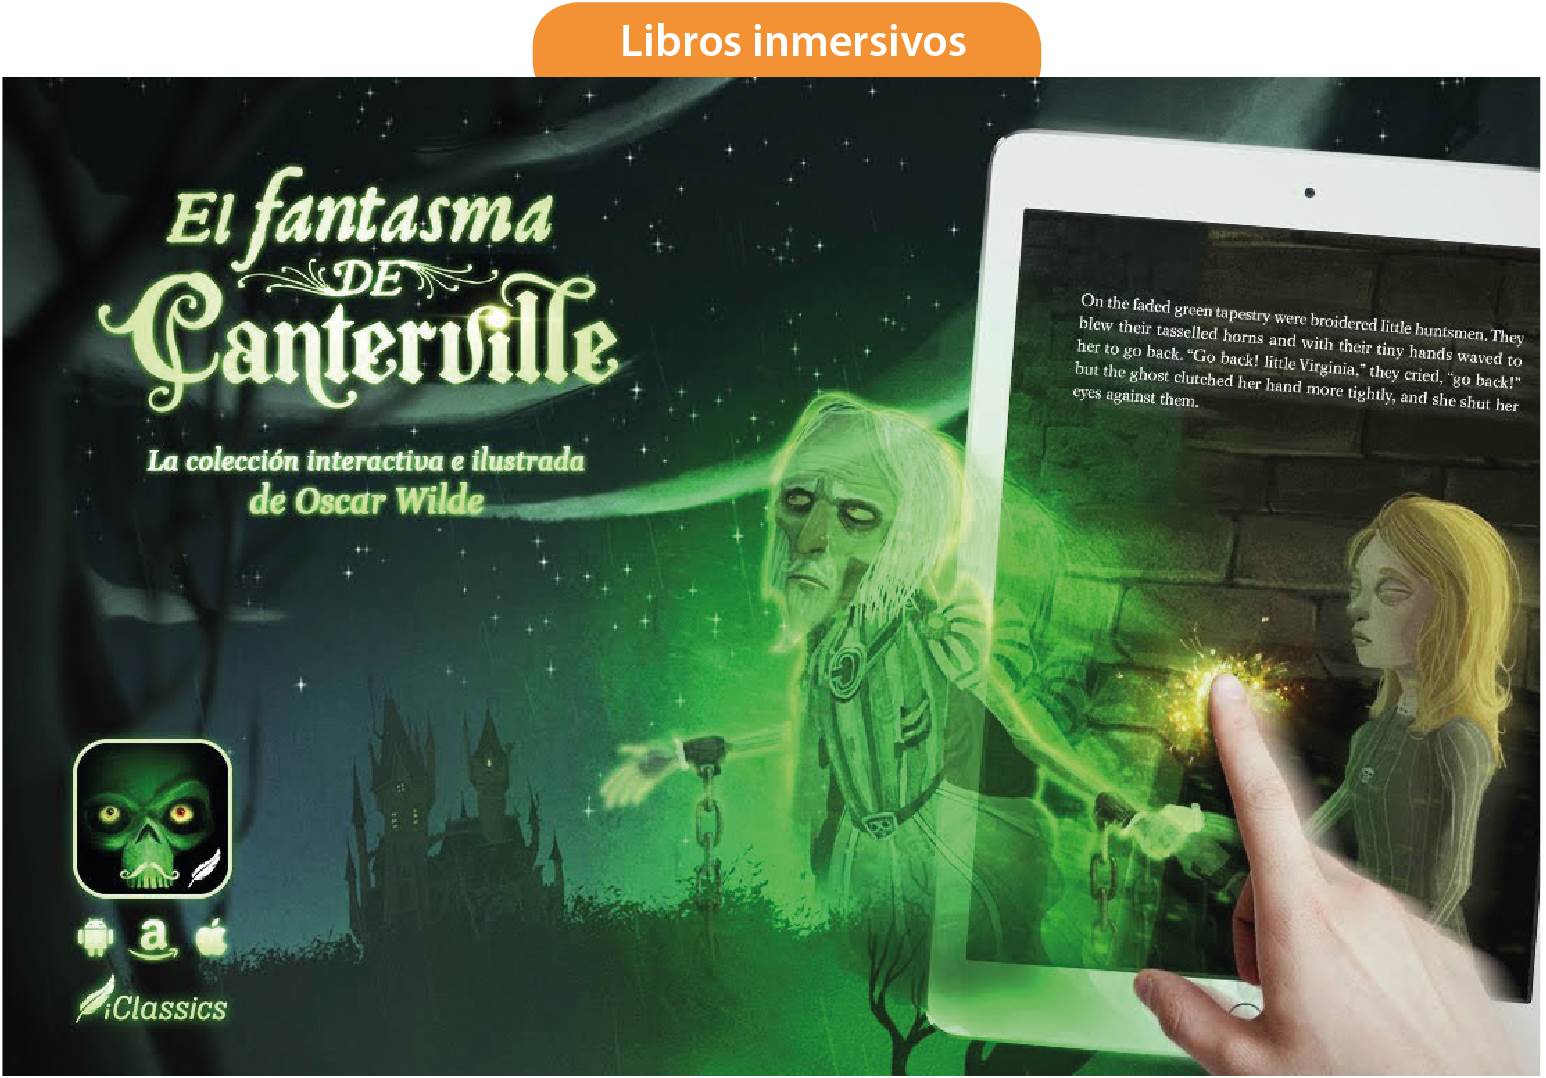 Libros inmersivos
El fantasma
DE
Canterville
La colección interactiva e ilustrada
de Oscar Wilde
On the faded green tapestry were broidered little huntsmen. They
blew their tasselled horns and with their tiny hands waved to
her to go back. “Go back! little Virginia,” they cried, “go back!”
but the ghost clutched her hand more tightly, and she shut her
eyes against them.
a
iClassics